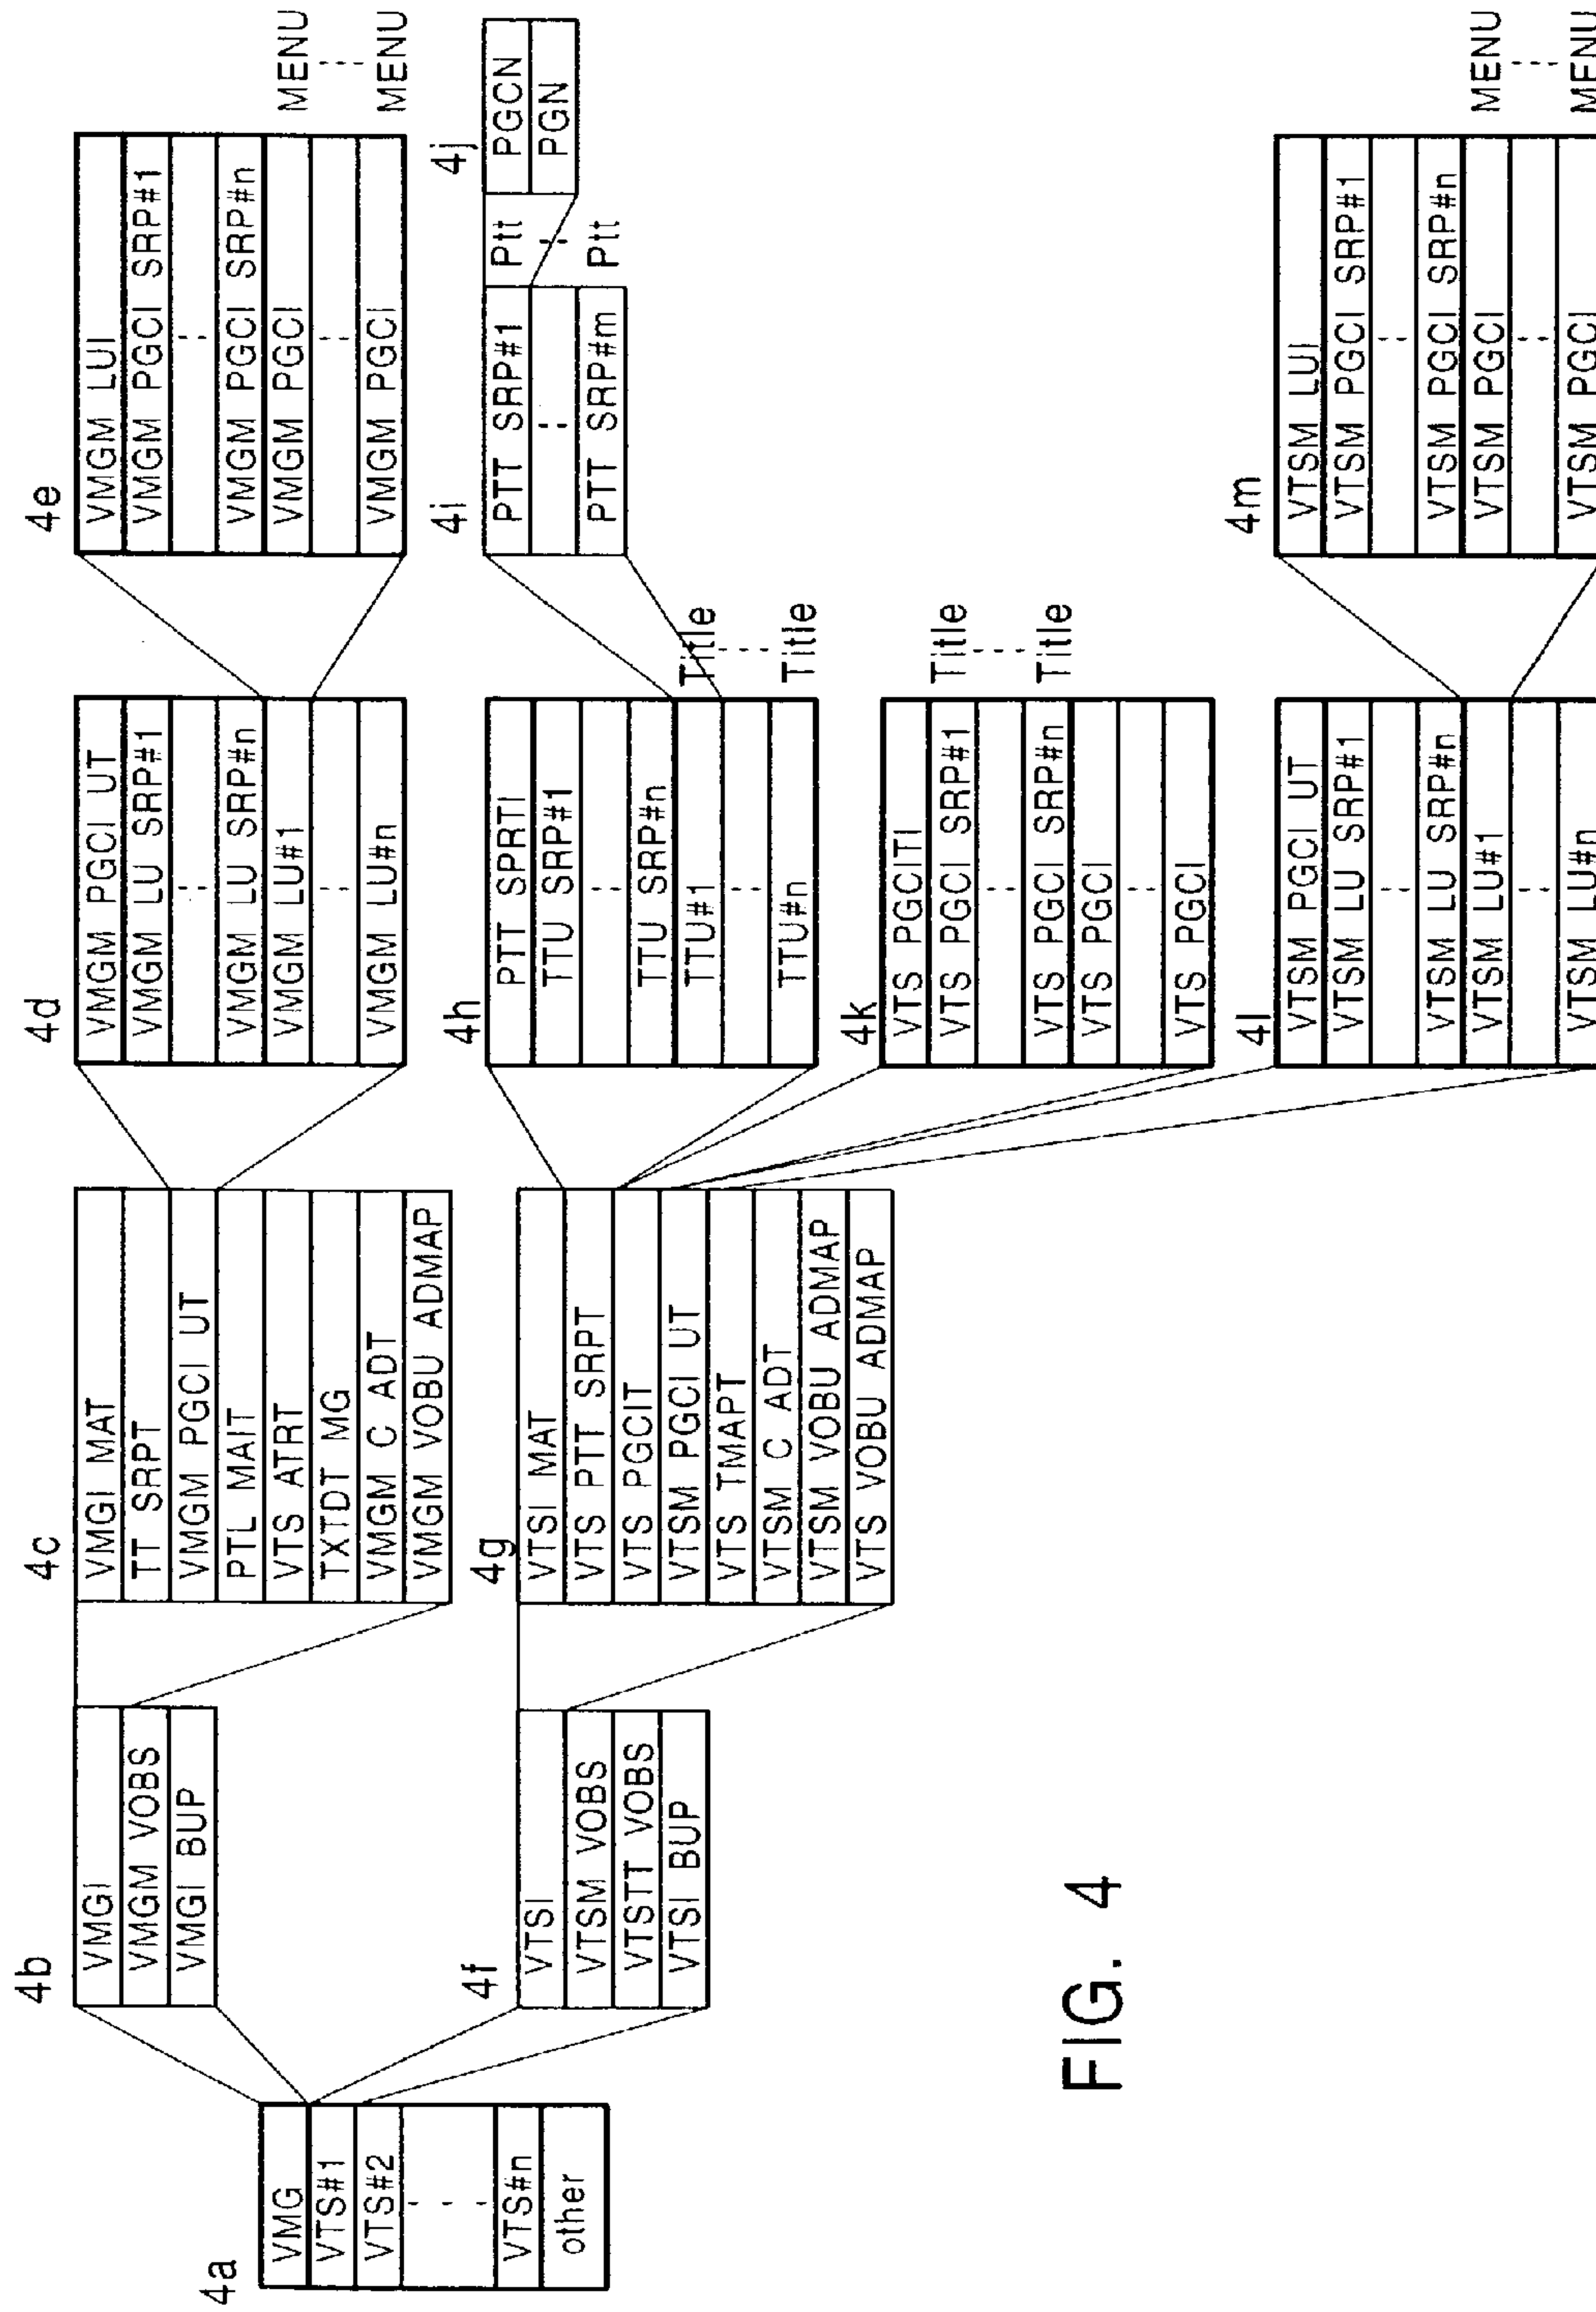 4a
VMG
VTS#1
VTS#2
- - -
VTS#n
other
4b
VMGI
VMGM VOBS
VMGI BUP
4c
VMGI MAT
TT SRPT
VMGM PGCI UT
PTL MAIT
VTS ATRT
TXTDT MG
VMGM C ADT
VMGM VOBU ADMAP
4d
VMGM PGCI UT
VMGM LU SRP#1
- -
VMGM LU SRP#n
VMGM LU#1
- -
VMGM LU#n
4e
VMGM LUI
VMGM PGCI SRP#1
- -
VMGM PGCI SRP#n
VMGM PGCI
- -
VMGM PGCI
MENU
- - -
MENU
4f
VTSI
VTSM VOBS
VTSTT VOBS
VTSI BUP
4g
VTSI MAT
VTS PTT SRPT
VTS PGCIT
VTSM PGCI UT
VTS TMAPT
VTSM C ADT
VTSM VOBU ADMAP
VTS VOBU ADMAP
4h
PTT SPRTI
TTU SRP#1
- -
TTU SRP#n
TTU#1
- -
TTU#n
Title
- - -
Title
4i
PTT SRP#1
- -
PTT SRP#m
Ptt
- -
Ptt
4j
PGCN
PGN
4k
VTS PGCITI
VTS PGCI SRP#1
- -
VTS PGCI SRP#n
VTS PGCI
- -
VTS PGCI
Title
- - -
Title
4l
VTSM PGCI UT
VTSM LU SRP#1
- -
VTSM LU SRP#n
VTSM LU#1
- -
VTSM LU#n
4m
VTSM LUI
VTSM PGCI SRP#1
- -
VTSM PGCI SRP#n
VTSM PGCI
- -
VTSM PGCI
MENU
- - -
MENU
FIG. 4